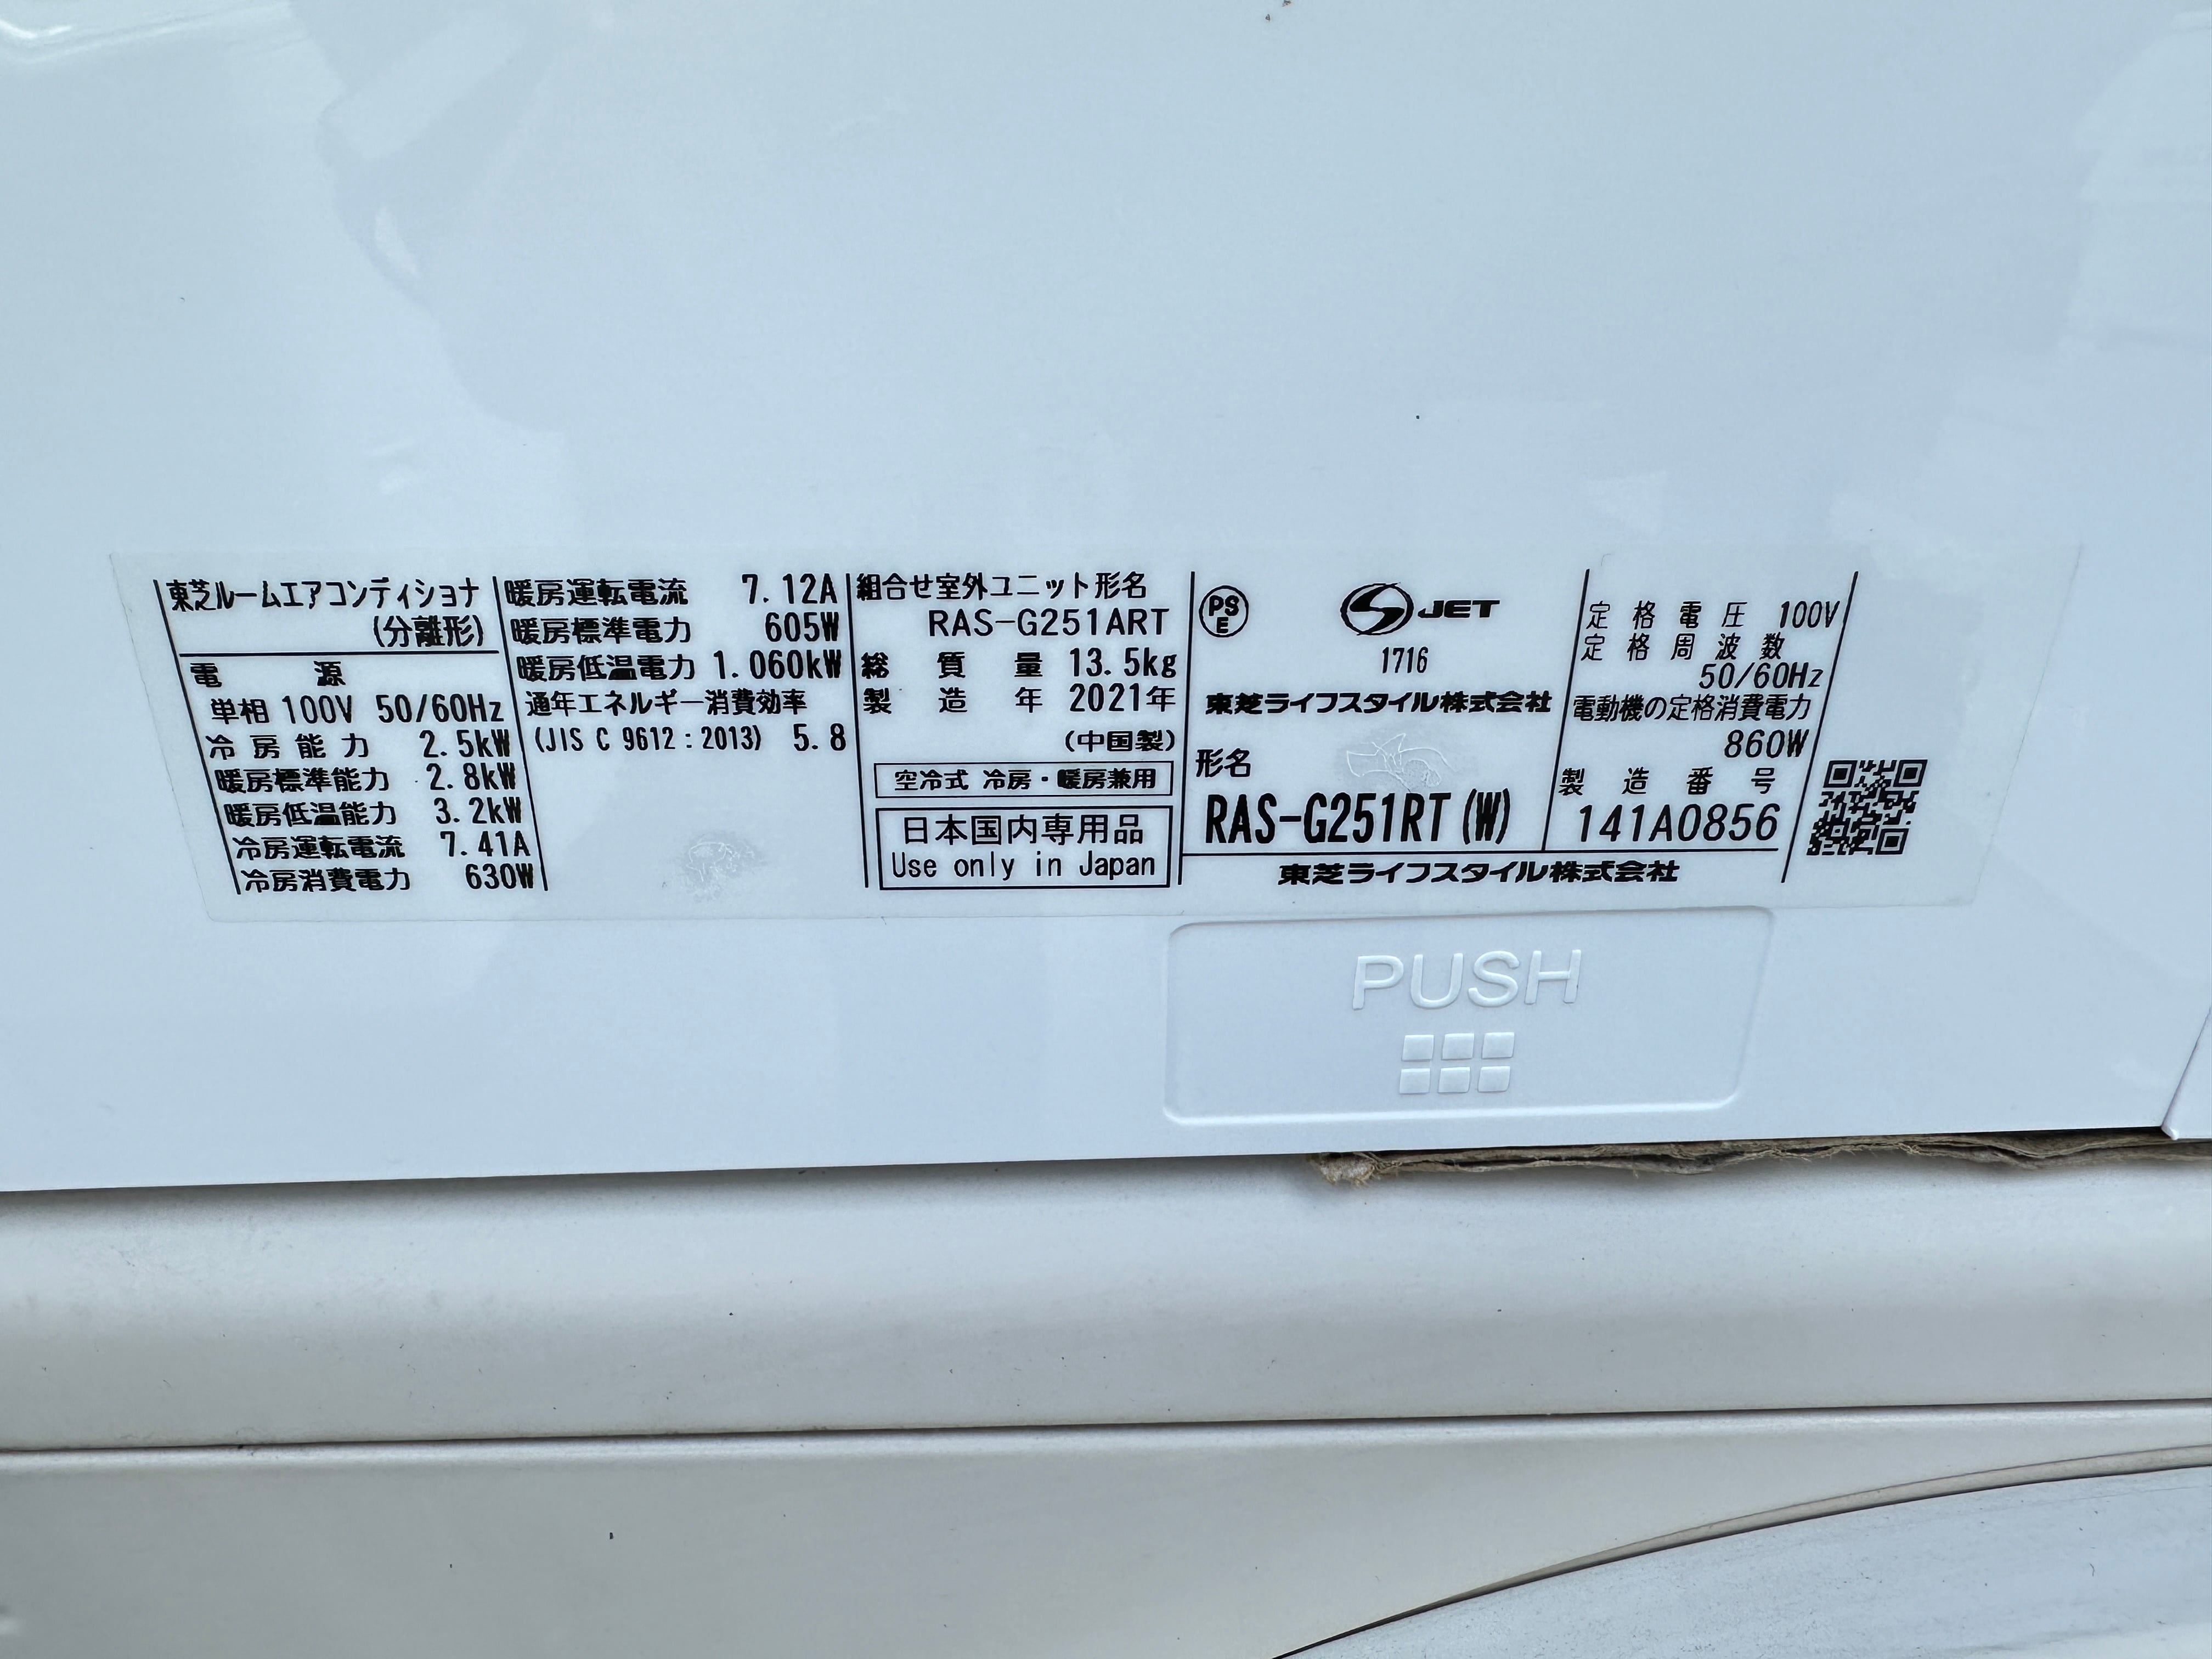 東芝ルームエアコンディショナ
(分離形)
電 源
単相 100V 50/60Hz
冷房能力 2.5kW
暖房標準能力 2.8kW
暖房低温能力 3.2kW
冷房運転電流 7.41A
冷房消費電力 630W
暖房運転電流 7.12A
暖房標準電力 605W
暖房低温電力 1.060kW
通年エネルギー消費効率
(JIS C 9612:2013) 5.8
組合せ室外ユニット形名
RAS-G251ART
総質量 13.5kg
製造年 2021年
(中国製)
空冷式 冷房・暖房兼用
日本国内専用品
Use only in Japan
PS
E
JET
1716
東芝ライフスタイル株式会社
形名
RAS-G251RT(W)
定格電圧 100V
定格周波数
50/60Hz
電動機の定格消費電力
860W
製造番号
141A0856
東芝ライフスタイル株式会社
PUSH